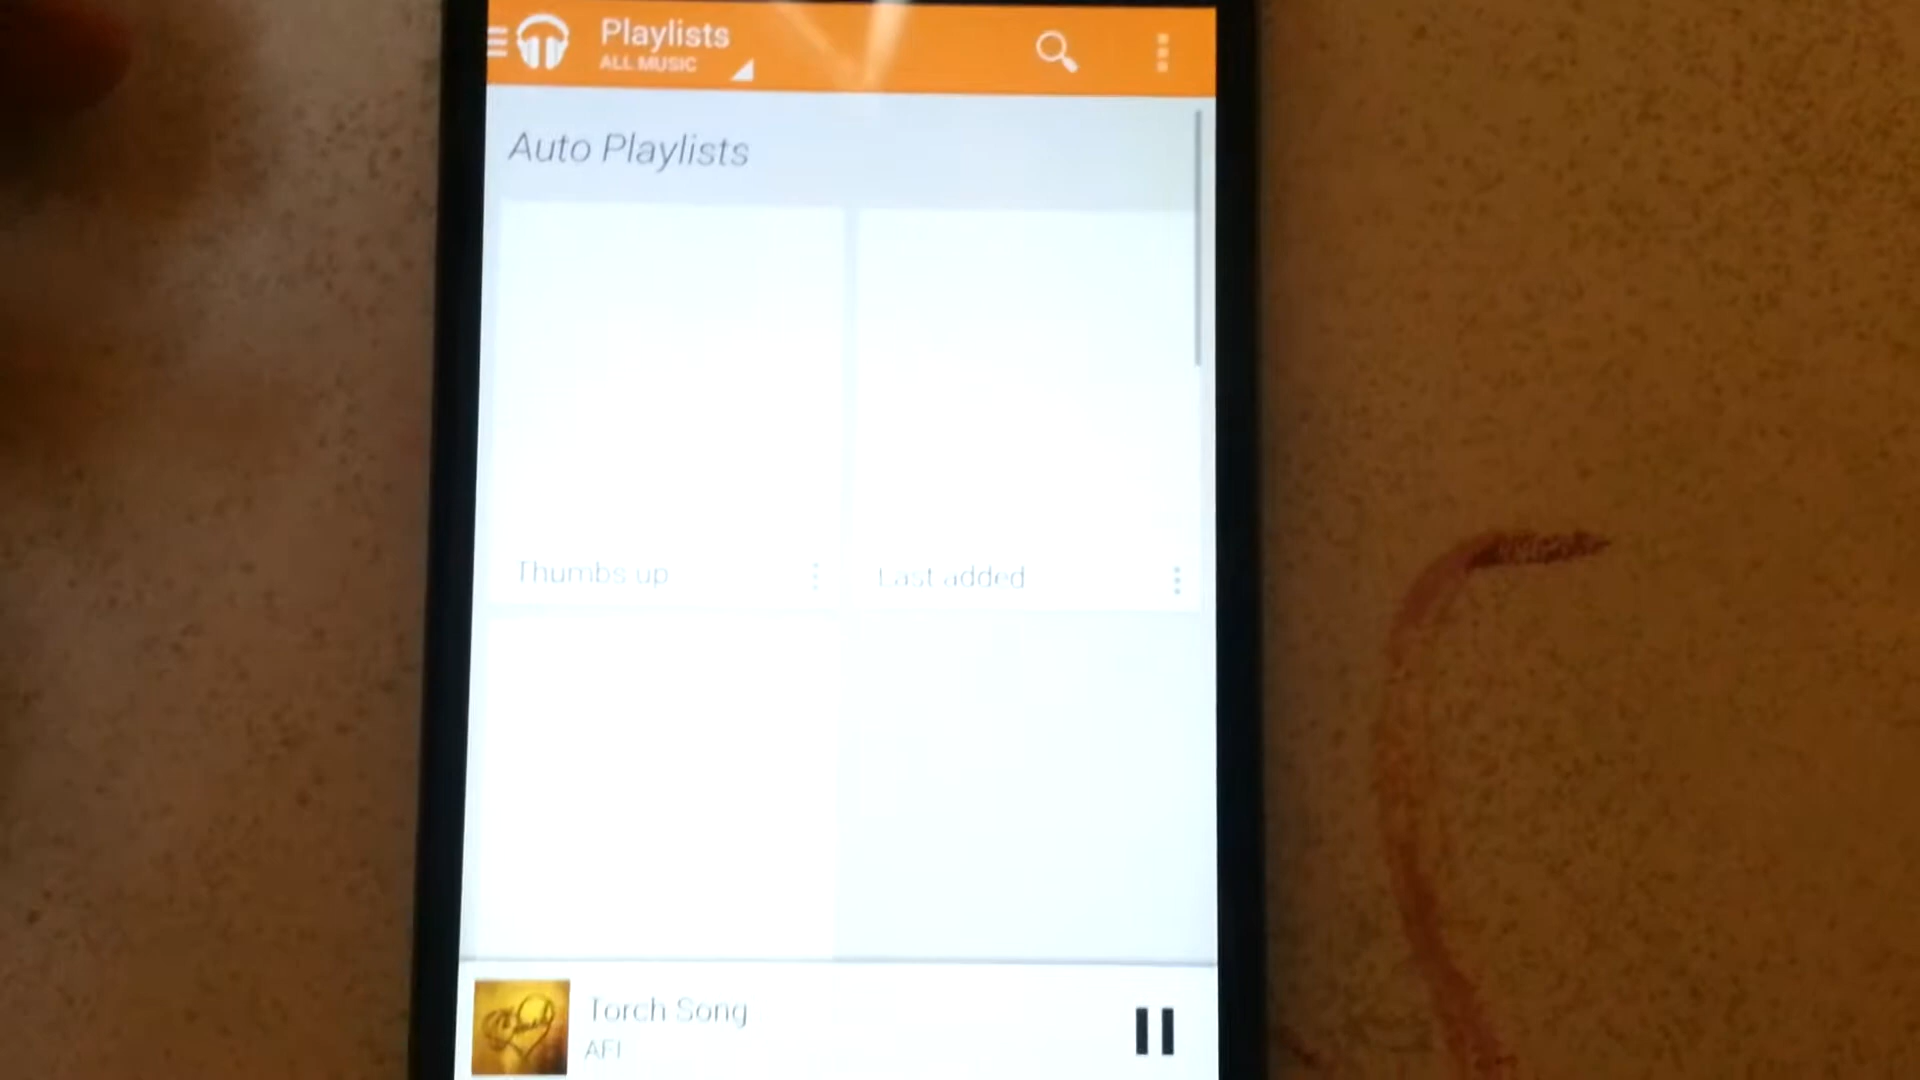 Playlists
ALL MUSIC
Auto Playlists
Thumbs up
Last added
Torch Song
AFI